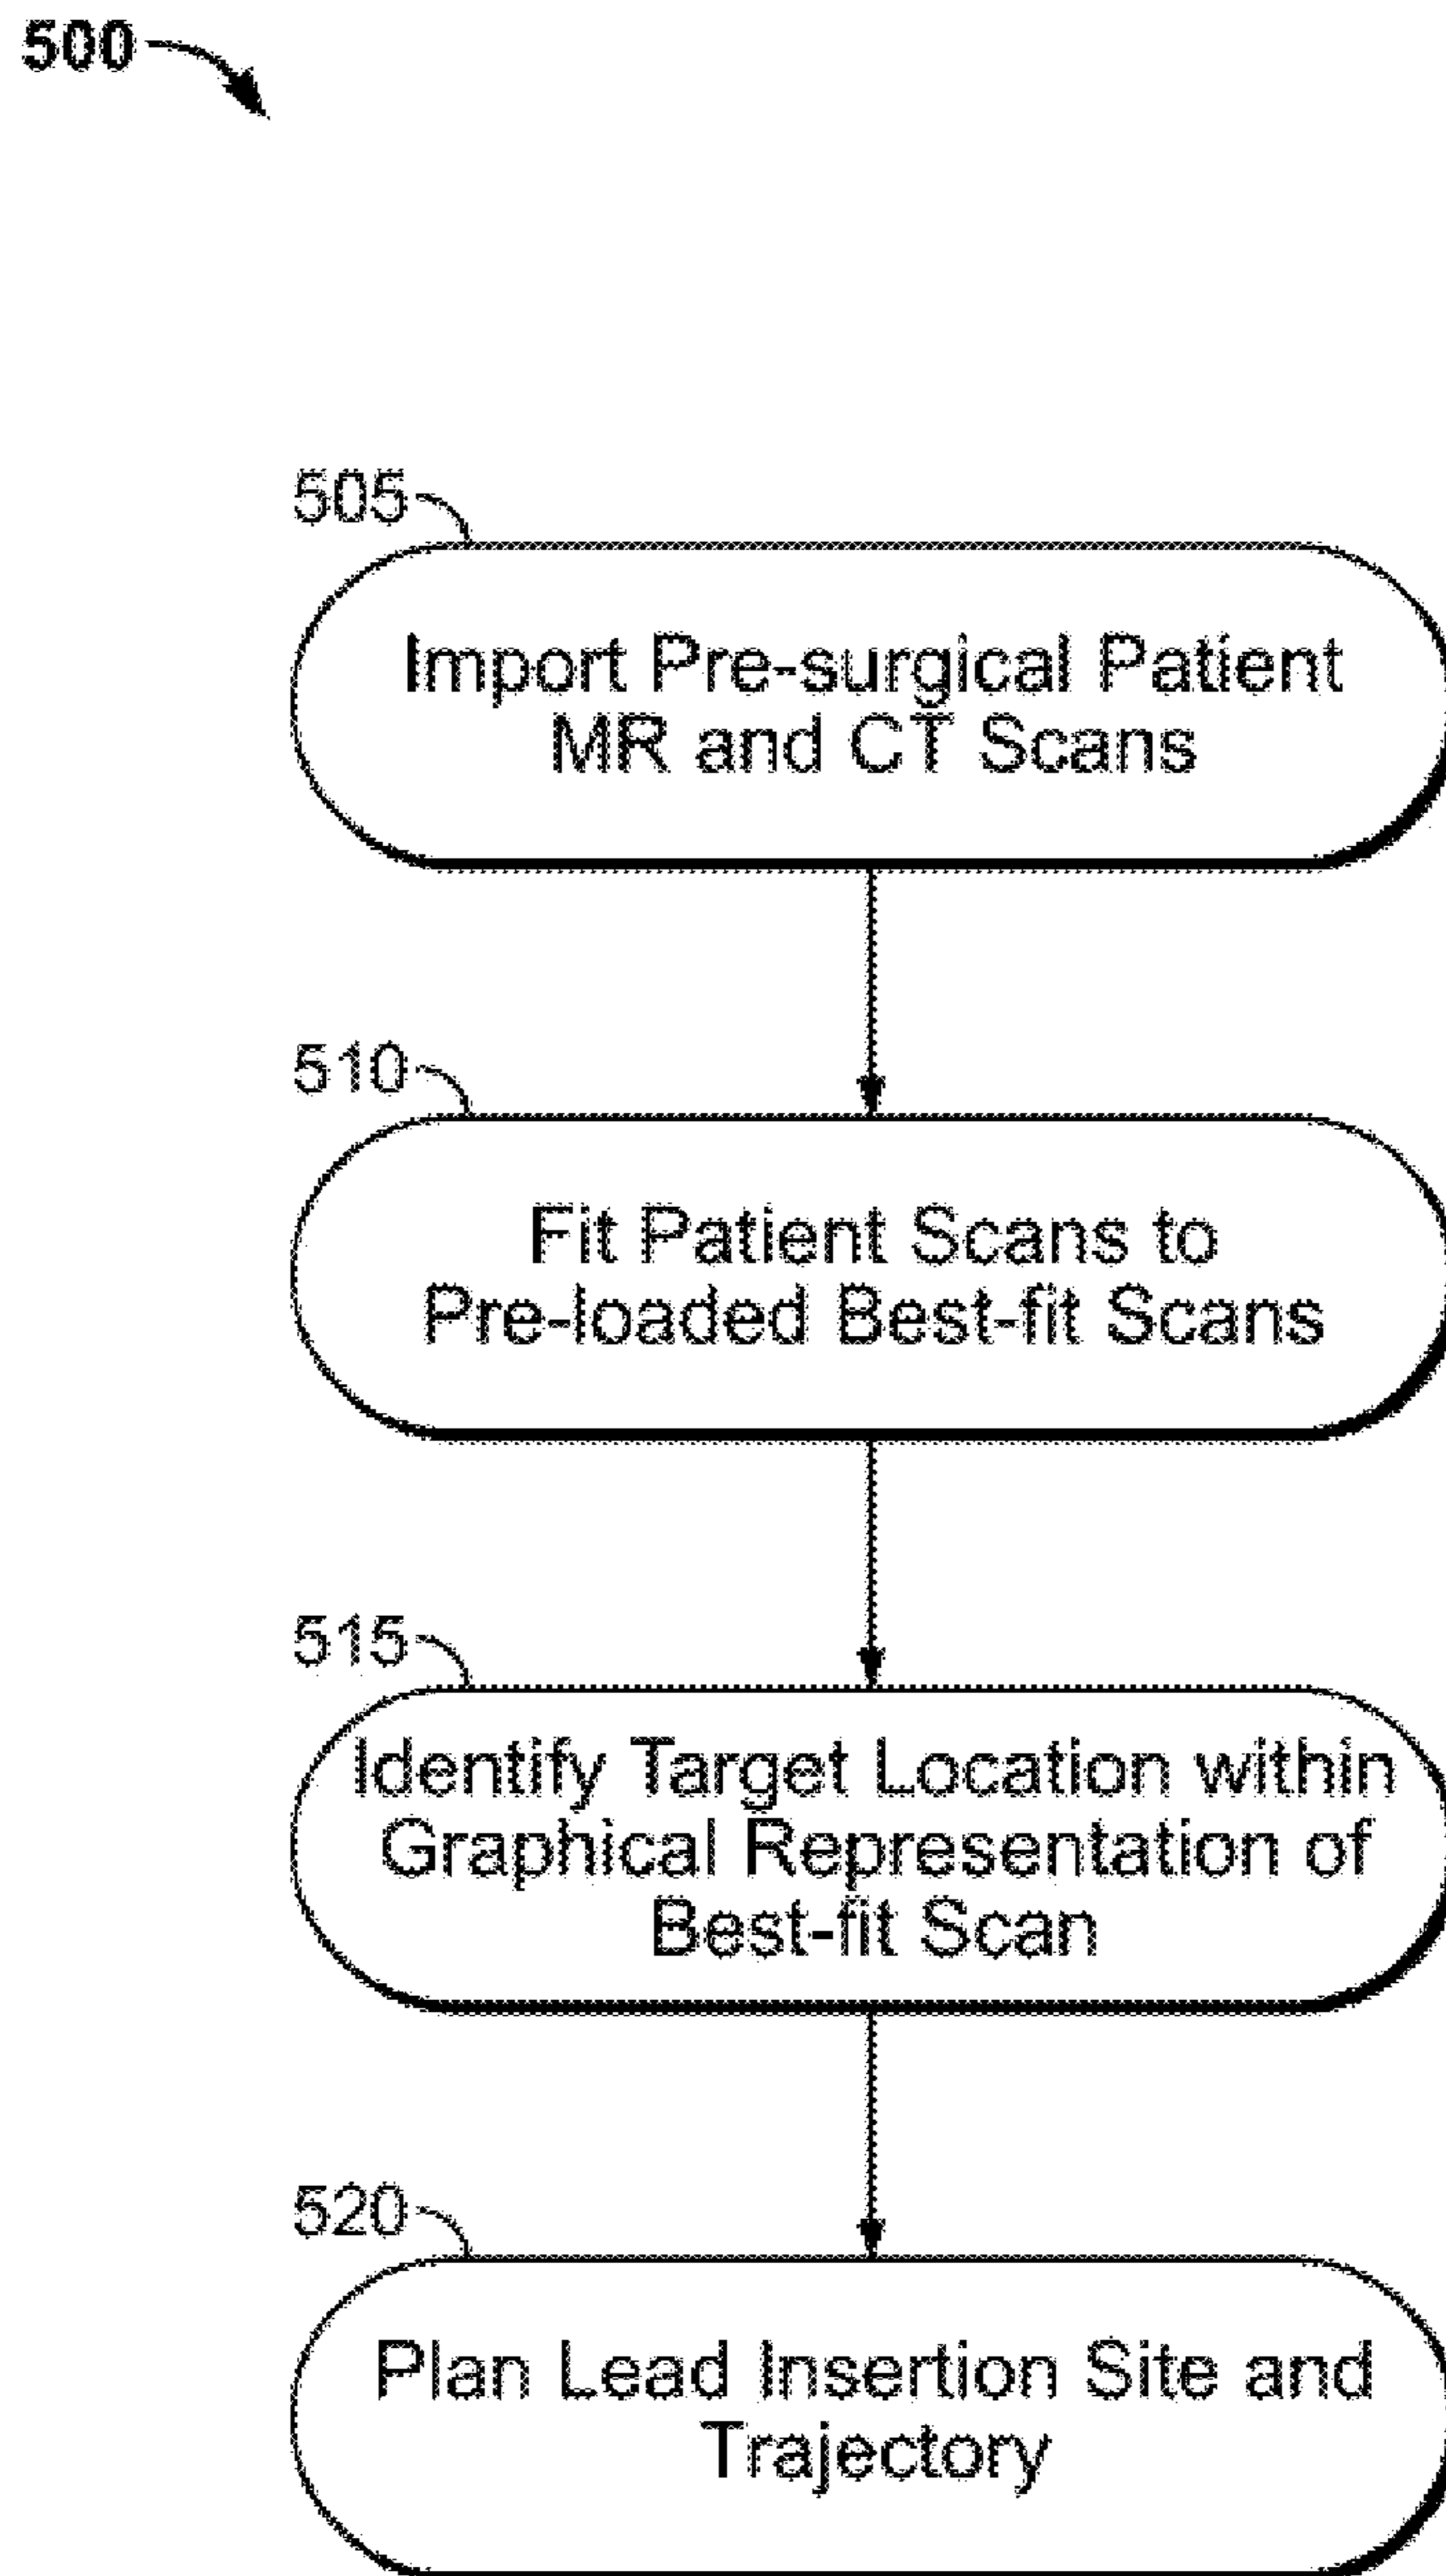 500
505
Import Pre-surgical Patient
MR and CT Scans
510
Fit Patient Scans to
Pre-loaded Best-fit Scans
515
Identify Target Location within
Graphical Representation of
Best-fit Scan
520
Plan Lead Insertion Site and
Trajectory